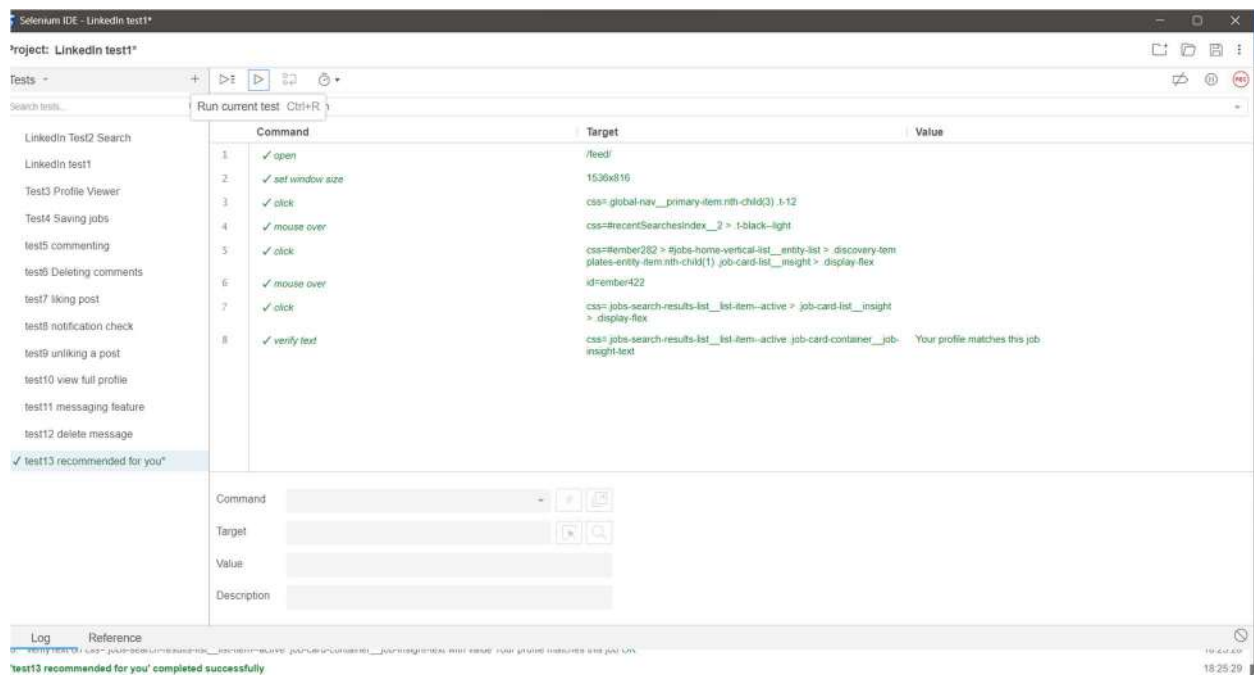 Selenium IDE - LinkedIn test1*
Project: LinkedIn test1*
Tests
Search tests...
Run current test Ctrl+R
LinkedIn Test2 Search
LinkedIn test1
Test3 Profile Viewer
Test4 Saving jobs
test5 commenting
test6 Deleting comments
test7 liking post
test8 notification check
test9 unliking a post
test10 view full profile
test11 messaging feature
test12 delete message
✓ test13 recommended for you*
Command Target Value
1 ✓ open /feed/
2 ✓ set window size 1536x816
3 ✓ click css=.global-nav__primary-item:nth-child(3) .t-12
4 ✓ mouse over css=#recentSearchesIndex__2 > .t-black--light
5 ✓ click css=#ember282 > #jobs-home-vertical-list__entity-list > .discovery-tem
plates-entity-item:nth-child(1) .job-card-list__insight > .display-flex
6 ✓ mouse over id=ember422
7 ✓ click css=.jobs-search-results-list__list-item--active > .job-card-list__insight
> .display-flex
8 ✓ verify text css=.jobs-search-results-list__list-item--active .job-card-container__job- Your profile matches this job
insight-text
Command
Target
Value
Description
Log Reference
'test13 recommended for you' completed successfully 18:25:29
REC